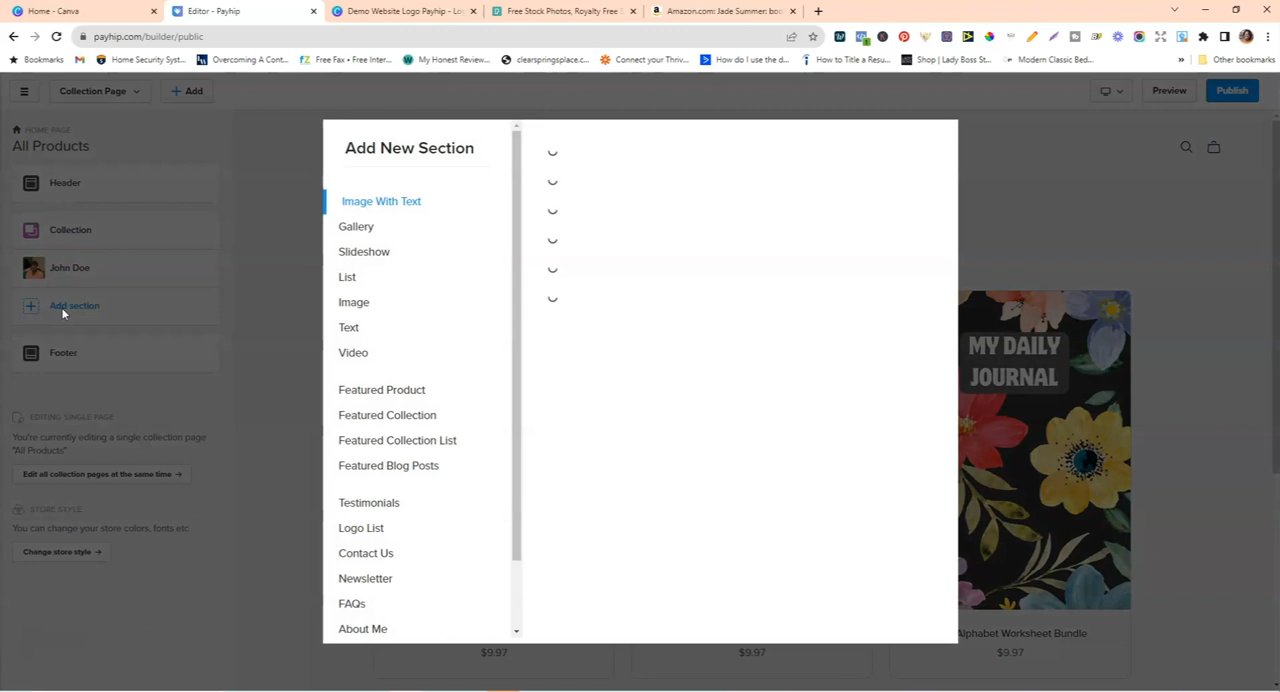 Home - Canva
Editor - Payhip
Demo Website Logo Payhip - Lo
Free Stock Photos, Royalty Free S
Amazon.com: Jade Summer: boo
payhip.com/builder/public
Bookmarks
Home Security Syst...
Overcoming A Cont...
Free Fax • Free Inter...
My Honest Review...
clearspringsplace.c...
Connect your Thriv...
How do I use the d...
How to Title a Resu...
Shop | Lady Boss St...
Modern Classic Bed...
»
Other bookmarks
Collection Page
+ Add
Preview
Publish
HOME PAGE
All Products
Header
Collection
John Doe
Add section
Footer
EDITING SINGLE PAGE
You're currently editing a single collection page
"All Products"
Edit all collection pages at the same time →
STORE STYLE
You can change your store colors, fonts etc
Change store style →
Add New Section
Image With Text
Gallery
Slideshow
List
Image
Text
Video
Featured Product
Featured Collection
Featured Collection List
Featured Blog Posts
Testimonials
Logo List
Contact Us
Newsletter
FAQs
About Me
MY DAILY
JOURNAL
Alphabet Worksheet Bundle
$9.97
$9.97
$9.97